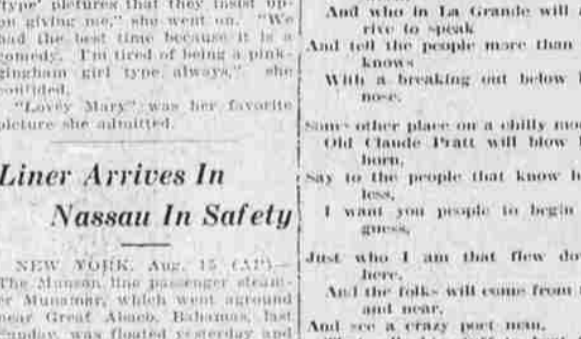 "type" pictures that they insist up-
on giving me," she went on. "We
had the best time because it is a
comedy. I'm tired of being a pink-
gingham girl type always," she
confided.
"Lovey Mary" was her favorite
picture she admitted.
Liner Arrives In
Nassau In Safety
NEW YORK, Aug. 15 (AP)—
The Munson line passenger steam-
er Munamar, which went aground
near Great Abaco, Bahamas, last
Sunday, was floated yesterday and
And who in La Grande will
rive to speak
And tell the people more than
knows
With a breaking out below
nose.
Some other place on a chilly
Old Claude Pratt will blow
horn,
Say to the people that know
less,
I want you people to begin
guess,
Just who I am that flew
here,
And the folks will come from
and near,
And see a crazy poet man,